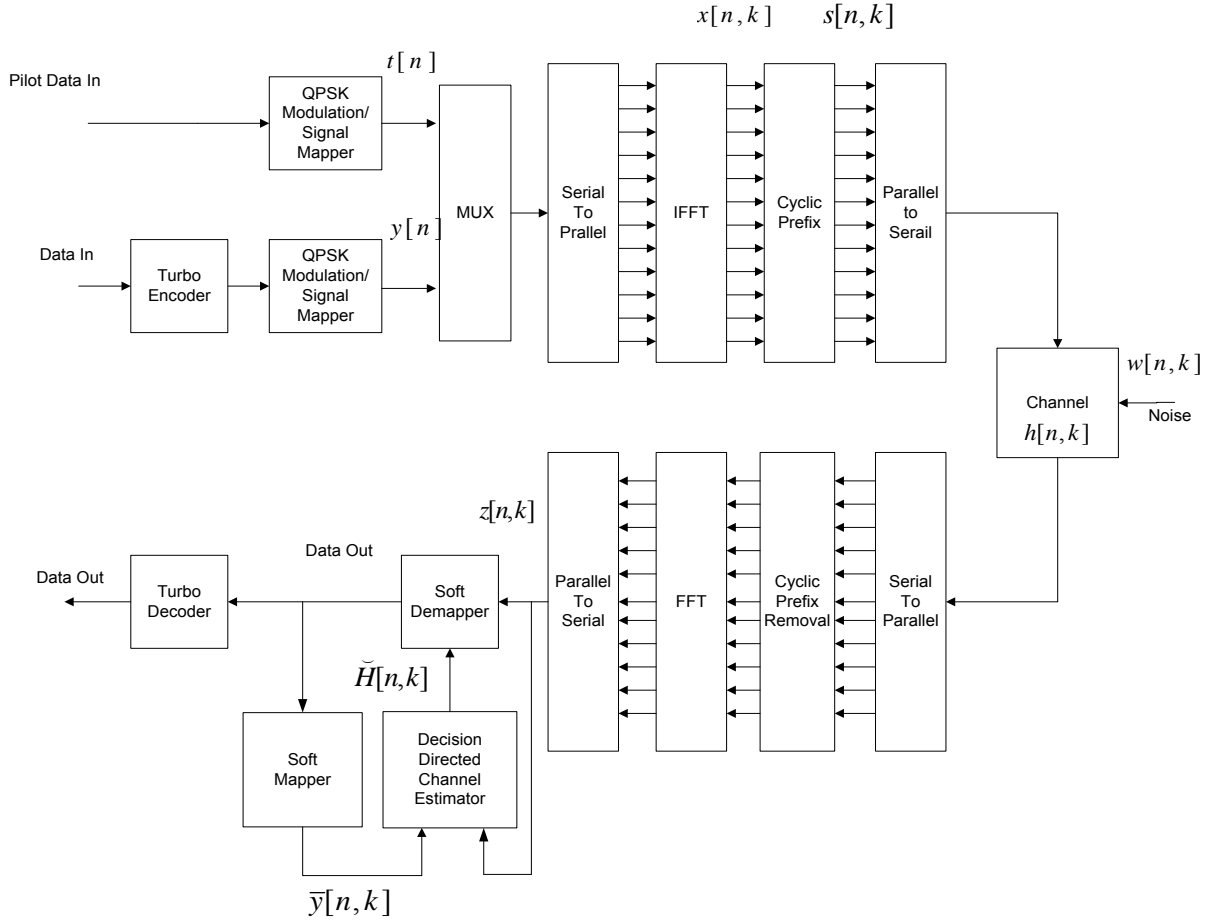 x[n,k]
s[n,k]
t[n]
Pilot Data In
QPSK
Modulation/
Signal
Mapper
MUX
Serial
To
Prallel
IFFT
Cyclic
Prefix
Parallel
to
Serail
y[n]
Data In
Turbo
Encoder
QPSK
Modulation/
Signal
Mapper
w[n,k]
Channel
h[n,k]
Noise
z[n,k]
Data Out
Data Out
Turbo
Decoder
Soft
Demapper
Parallel
To
Serial
FFT
Cyclic
Prefix
Removal
Serial
To
Parallel
H̆[n,k]
Soft
Mapper
Decision
Directed
Channel
Estimator
y̅[n,k]